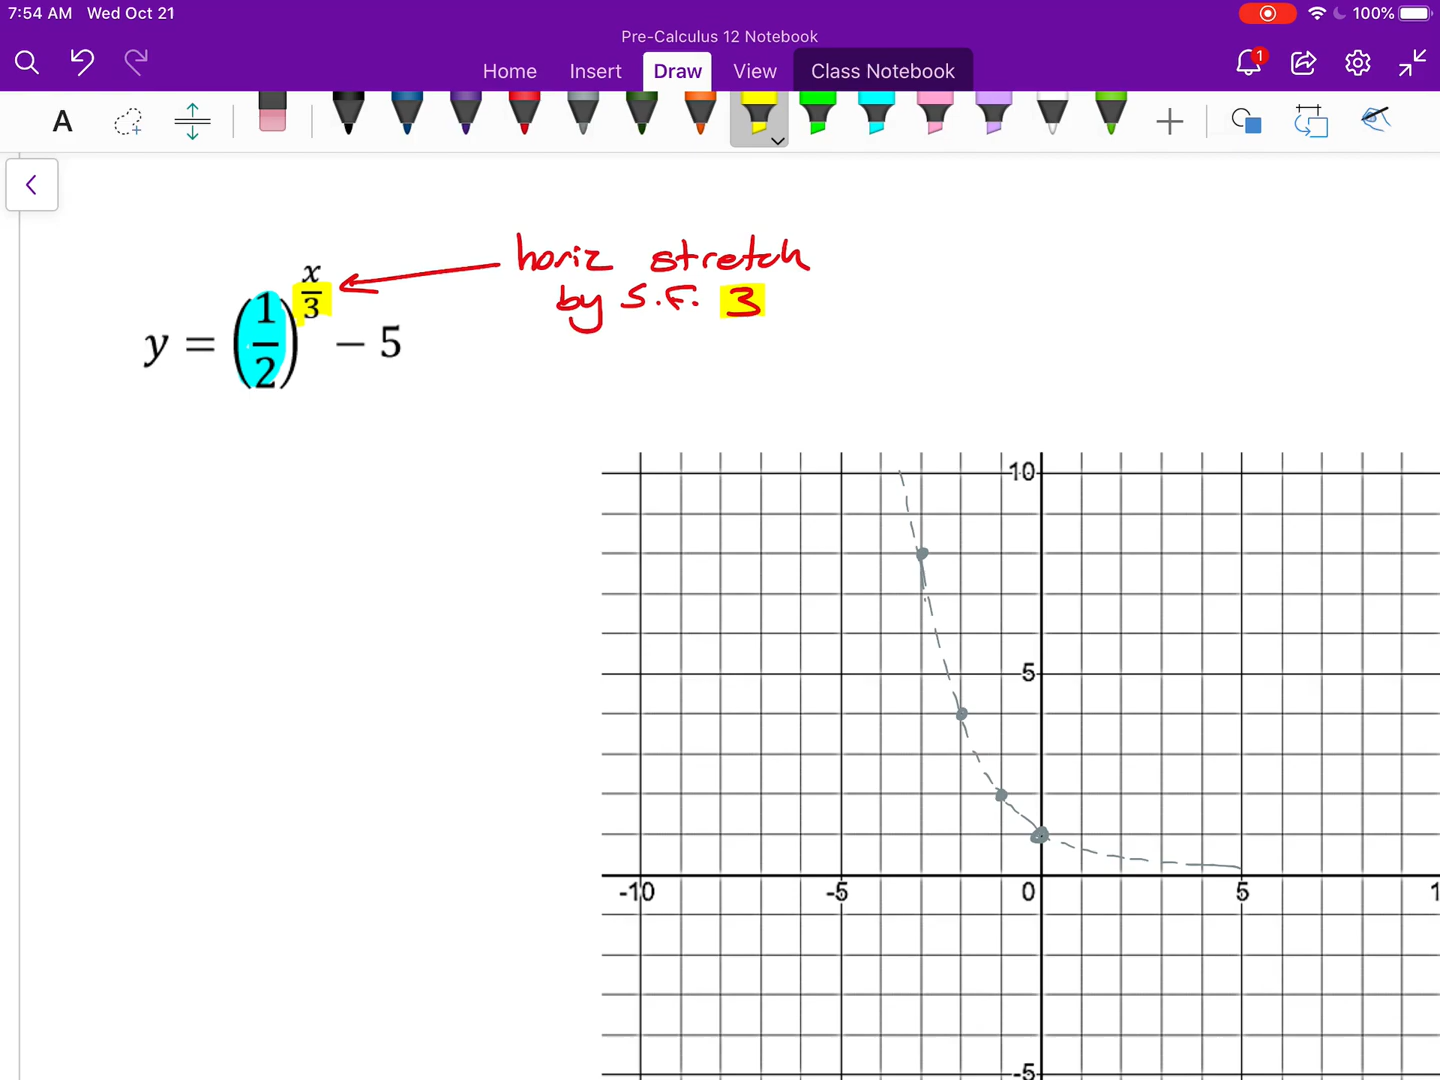 7:54 AM Wed Oct 21
100%
Pre-Calculus 12 Notebook
Home Insert Draw View Class Notebook
1
A
horiz stretch
by S.F. 3
y = (1/2)^(x/3) − 5
10
5
-10 -5 0 5 1
-5